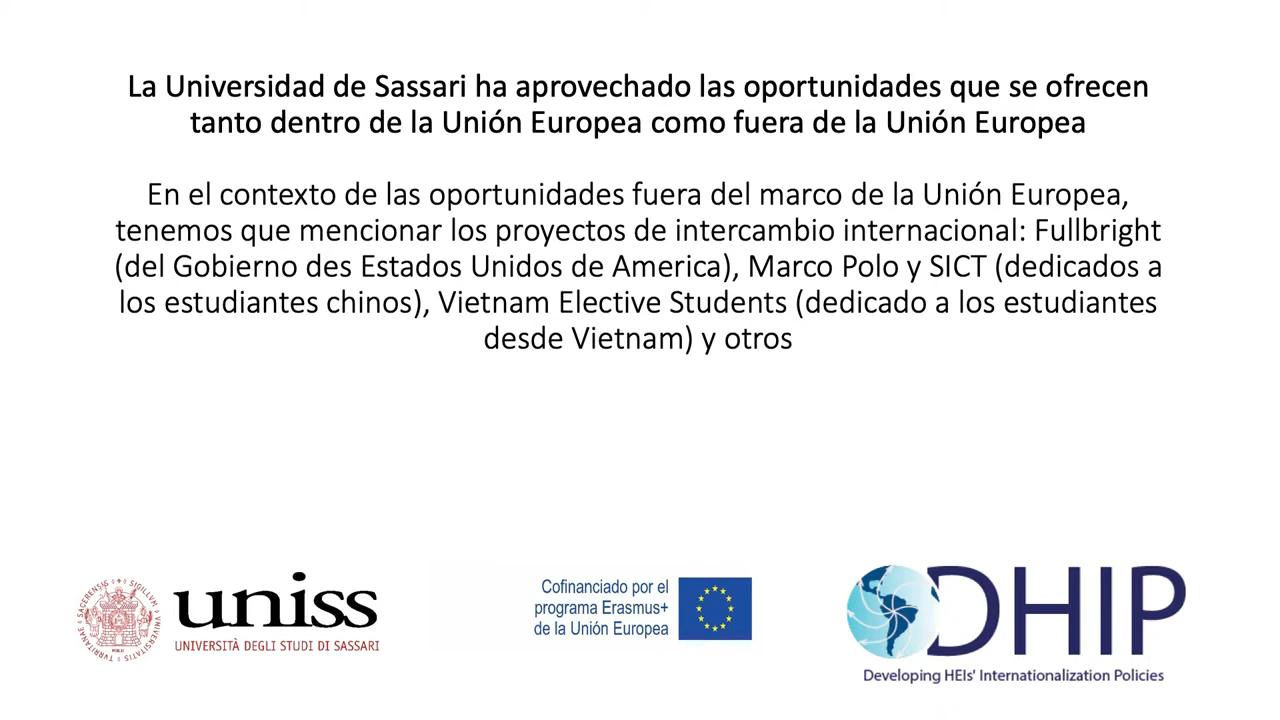 La Universidad de Sassari ha aprovechado las oportunidades que se ofrecen
tanto dentro de la Unión Europea como fuera de la Unión Europea
En el contexto de las oportunidades fuera del marco de la Unión Europea,
tenemos que mencionar los proyectos de intercambio internacional: Fullbright
(del Gobierno des Estados Unidos de America), Marco Polo y SICT (dedicados a
los estudiantes chinos), Vietnam Elective Students (dedicado a los estudiantes
desde Vietnam) y otros
uniss
UNIVERSITÀ DEGLI STUDI DI SASSARI
Cofinanciado por el
programa Erasmus+
de la Unión Europea
DHIP
Developing HEIs' Internationalization Policies